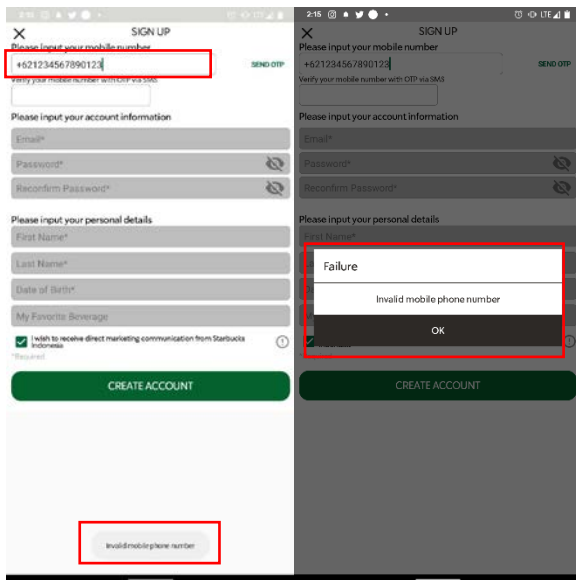 SIGN UP
Please input your mobile number
+621234567890123
SEND OTP
Verify your mobile number with OTP via SMS
Please input your account information
Email*
Password*
Reconfirm Password*
Please input your personal details
First Name*
Last Name*
Date of Birth*
My Favorite Beverage
I wish to receive direct marketing communication from Starbucks
Indonesia
*Required
CREATE ACCOUNT
Invalid mobile phone number
2:15
LTE
SIGN UP
Please input your mobile number
+621234567890123
SEND OTP
Verify your mobile number with OTP via SMS
Please input your account information
Email*
Password*
Reconfirm Password*
Please input your personal details
First Name*
Failure
Invalid mobile phone number
OK
CREATE ACCOUNT